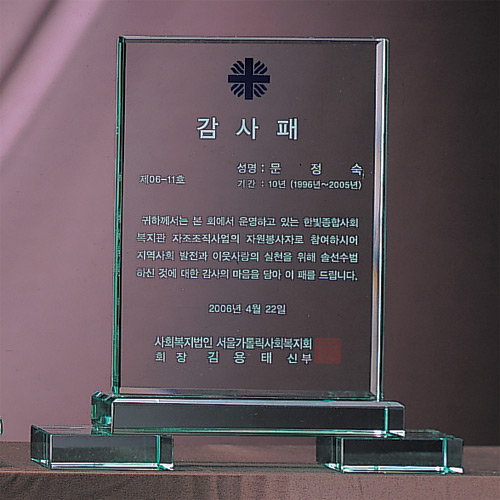 감 사 패
성명 : 문 정 숙
제06-11호
기간 : 10년 (1996년~2005년)
귀하께서는 본 회에서 운영하고 있는 한빛종합사회
복지관 자조조직사업의 자원봉사자로 참여하시어
지역사회 발전과 이웃사랑의 실천을 위해 솔선수범
하신 것에 대한 감사의 마음을 담아 이 패를 드립니다.
2006년 4월 22일
사회복지법인 서울가톨릭사회복지회
회 장 김 용 태 신부